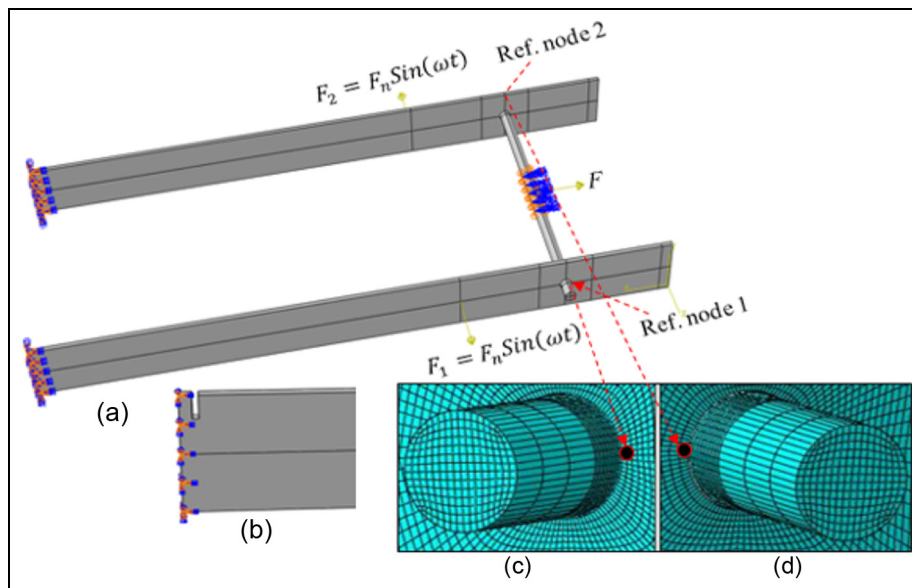 Ref. node 2
F₂ = FₙSin(ωt)
F
Ref. node 1
F₁ = FₙSin(ωt)
(a)
(b)
(c)
(d)